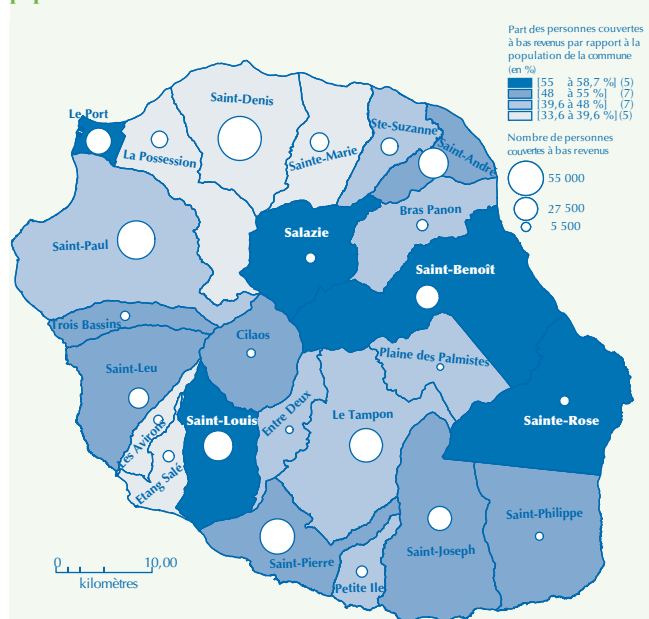 Part des personnes couvertes
à bas revenus par rapport à la
population de la commune
(en %)
[55 à 58,7 %] (5)
[48 à 55 %] (7)
[39,6 à 48 %] (7)
[33,6 à 39,6 %] (5)
Nombre de personnes
couvertes à bas revenus
55 000
27 500
5 500
Saint-Denis
Le Port
La Possession
Sainte-Marie
Ste-Suzanne
Saint-André
Bras Panon
Saint-Paul
Salazie
Saint-Benoît
Trois Bassins
Cilaos
Plaine des Palmistes
Saint-Leu
Entre Deux
Le Tampon
Saint-Louis
Sainte-Rose
Les Avirons
Etang Salé
Saint-Philippe
Saint-Joseph
Saint-Pierre
Petite Ile
0 10,00
kilomètres